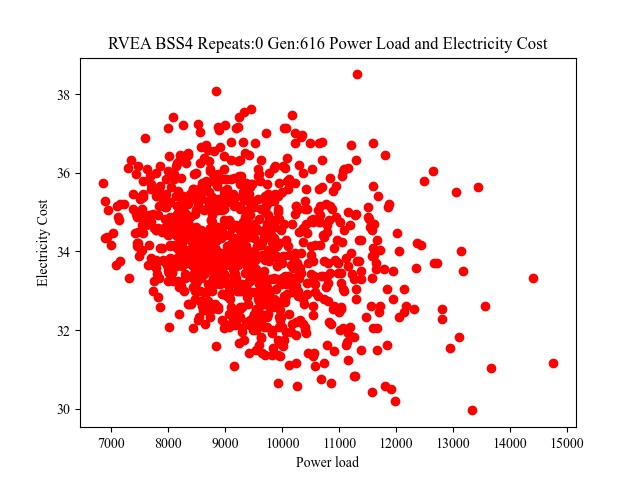 RVEA BSS4 Repeats:0 Gen:616 Power Load and Electricity Cost
38
36
34
32
30
Electricity Cost
7000 8000 9000 10000 11000 12000 13000 14000 15000
Power load